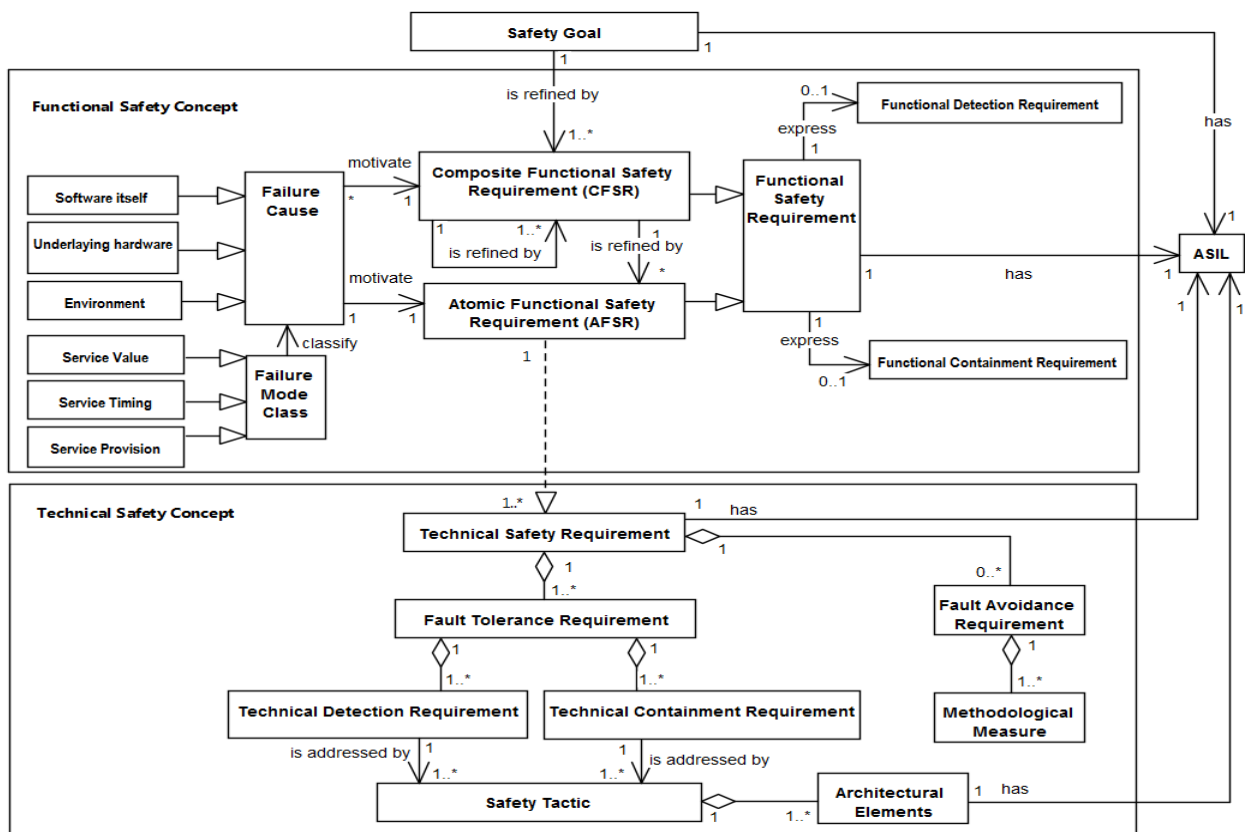 Safety Goal
1
1
has
1
is refined by
1..*
Functional Safety Concept
0..1
Functional Detection Requirement
express
1
motivate
*
1
Composite Functional Safety
Requirement (CFSR)
Functional
Safety
Requirement
Software itself
Underlaying hardware
Environment
Failure
Cause
1
1..*
is refined by
1
is refined by
*
motivate
1
1
Atomic Functional Safety
Requirement (AFSR)
1
has
1
ASIL
1
1
1
express
0..1
Functional Containment Requirement
classify
Service Value
Service Timing
Service Provision
Failure
Mode
Class
1
1..*
Technical Safety Concept
Technical Safety Requirement
1
has
1
0..*
1
1..*
Fault Tolerance Requirement
Fault Avoidance
Requirement
1
1..*
1
1..*
1
1..*
Technical Detection Requirement
Technical Containment Requirement
Methodological
Measure
is addressed by
1
1..*
1
is addressed by
1..*
Safety Tactic
1
1..*
Architectural
Elements
1
has